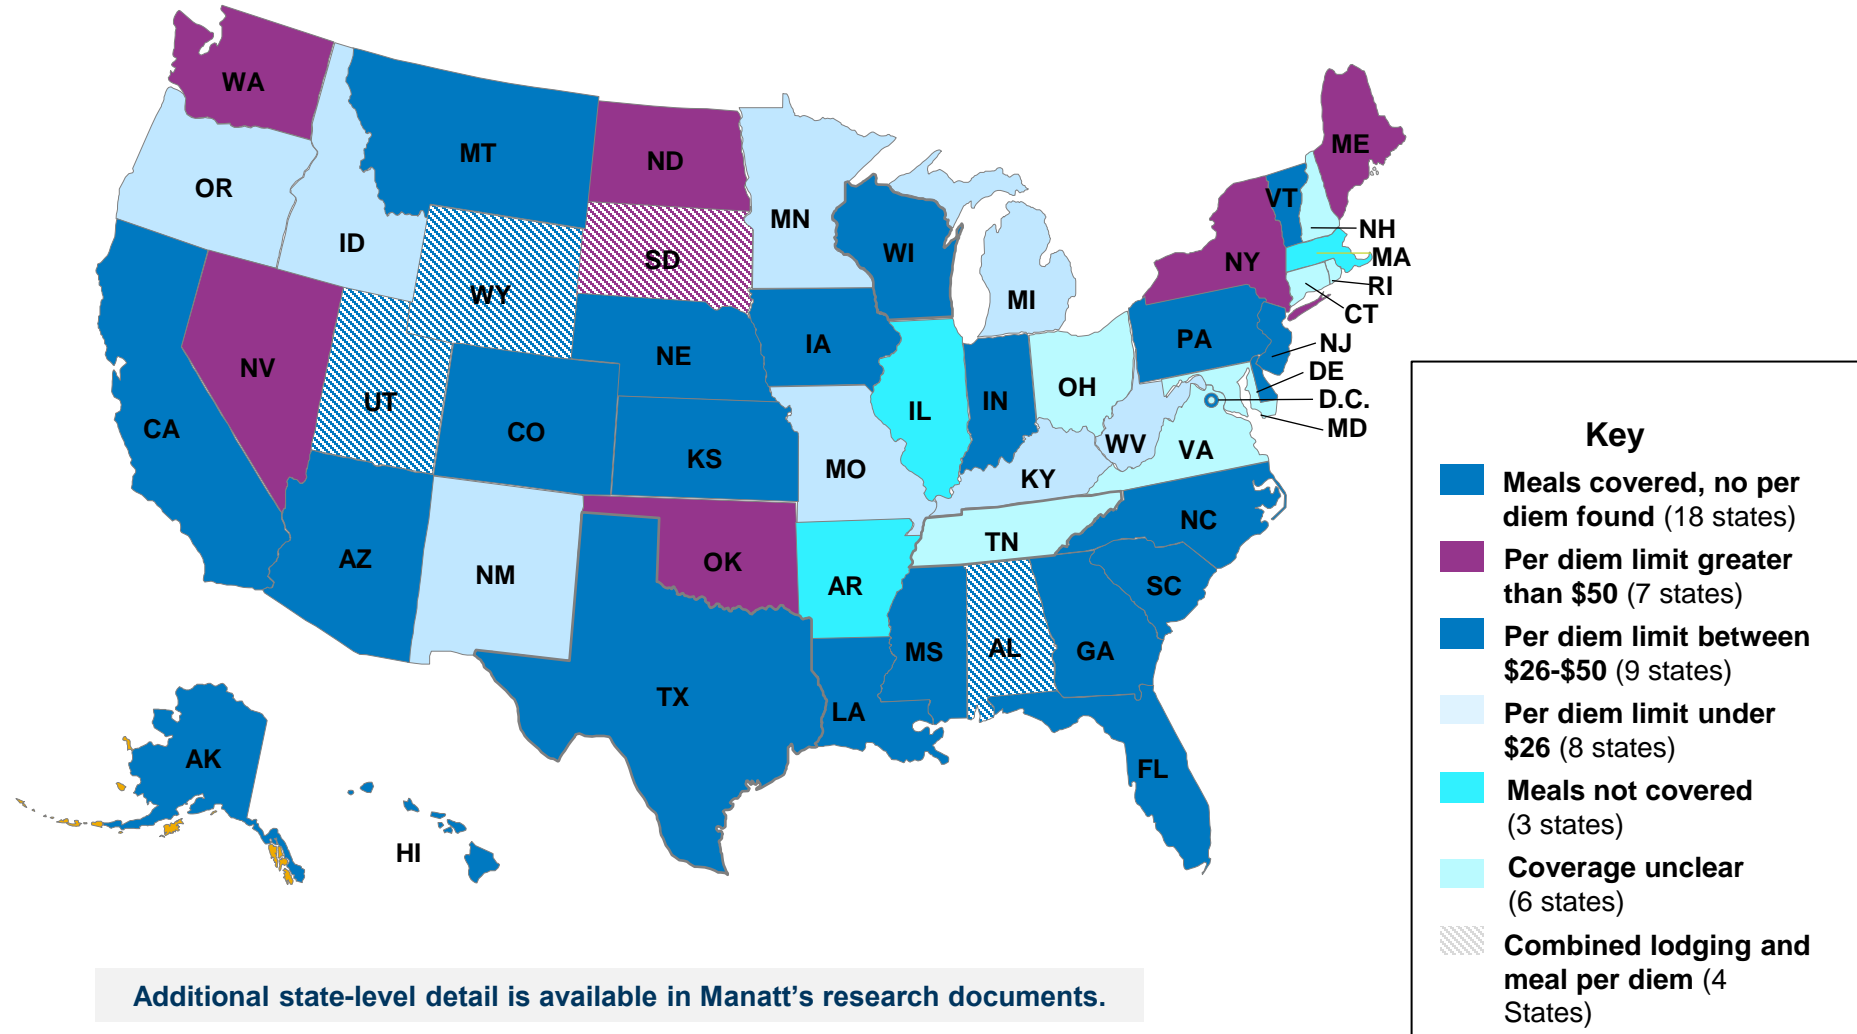 WA
MT
ND
ME
OR
ID
MN
VT
NH
WI
SD
NY
MA
WY
RI
MI
CT
PA
IA
NJ
NE
NV
DE
OH
UT
D.C.
IN
IL
CO
CA
MD
WV
VA
KS
MO
KY
NC
TN
AZ
OK
NM
AR
SC
MS
AL
GA
TX
LA
AK
FL
HI
Key
Meals covered, no per
diem found (18 states)
Per diem limit greater
than $50 (7 states)
Per diem limit between
$26-$50 (9 states)
Per diem limit under
$26 (8 states)
Meals not covered
(3 states)
Coverage unclear
(6 states)
Combined lodging and
meal per diem (4
States)
Additional state-level detail is available in Manatt's research documents.